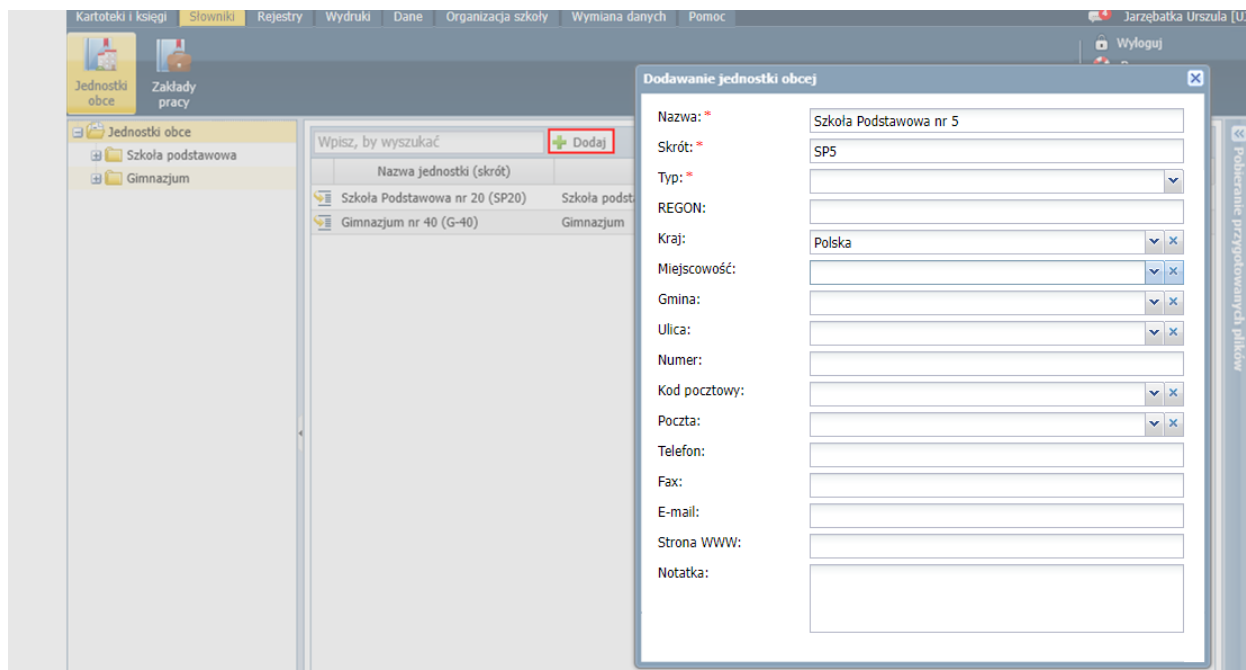 Kartoteki i księgi Słowniki Rejestry Wydruki Dane Organizacja szkoły Wymiana danych Pomoc Jarzębatka Urszula [U
Wyloguj
Jednostki obce
Zakłady pracy
Jednostki obce
Szkoła podstawowa
Gimnazjum
Wpisz, by wyszukać Dodaj
Nazwa jednostki (skrót)
Szkoła Podstawowa nr 20 (SP20) Szkoła podst
Gimnazjum nr 40 (G-40) Gimnazjum
Dodawanie jednostki obcej
Nazwa: * Szkoła Podstawowa nr 5
Skrót: * SP5
Typ: *
REGON:
Kraj: Polska
Miejscowość:
Gmina:
Ulica:
Numer:
Kod pocztowy:
Poczta:
Telefon:
Fax:
E-mail:
Strona WWW:
Notatka:
Pobieranie przygotowanych plików